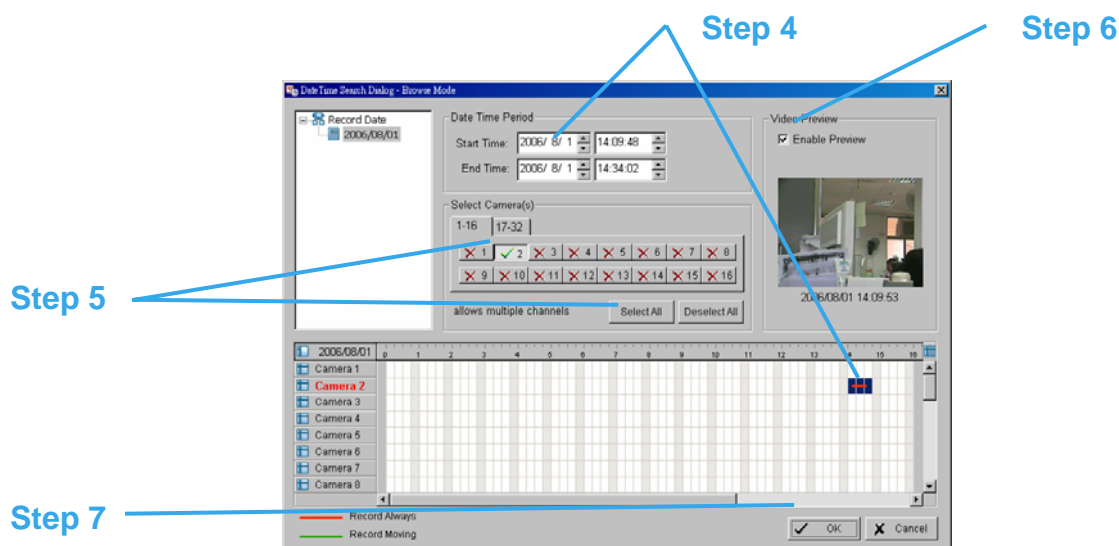 Step 4
Step 6
DateTime Search Dialog - Browse Mode
Record Date
2006/08/01
Date Time Period
Start Time: 2006/ 8/ 1 14:09:48
End Time: 2006/ 8/ 1 14:34:02
Video Preview
Enable Preview
2006/08/01 14:09:53
Select Camera(s)
1-16 17-32
1 2 3 4 5 6 7 8
9 10 11 12 13 14 15 16
allows multiple channels Select All Deselect All
Step 5
2006/08/01 0 1 2 3 4 5 6 7 8 9 10 11 12 13 14 15 16
Camera 1
Camera 2
Camera 3
Camera 4
Camera 5
Camera 6
Camera 7
Camera 8
Step 7
Record Always
Record Moving
OK Cancel